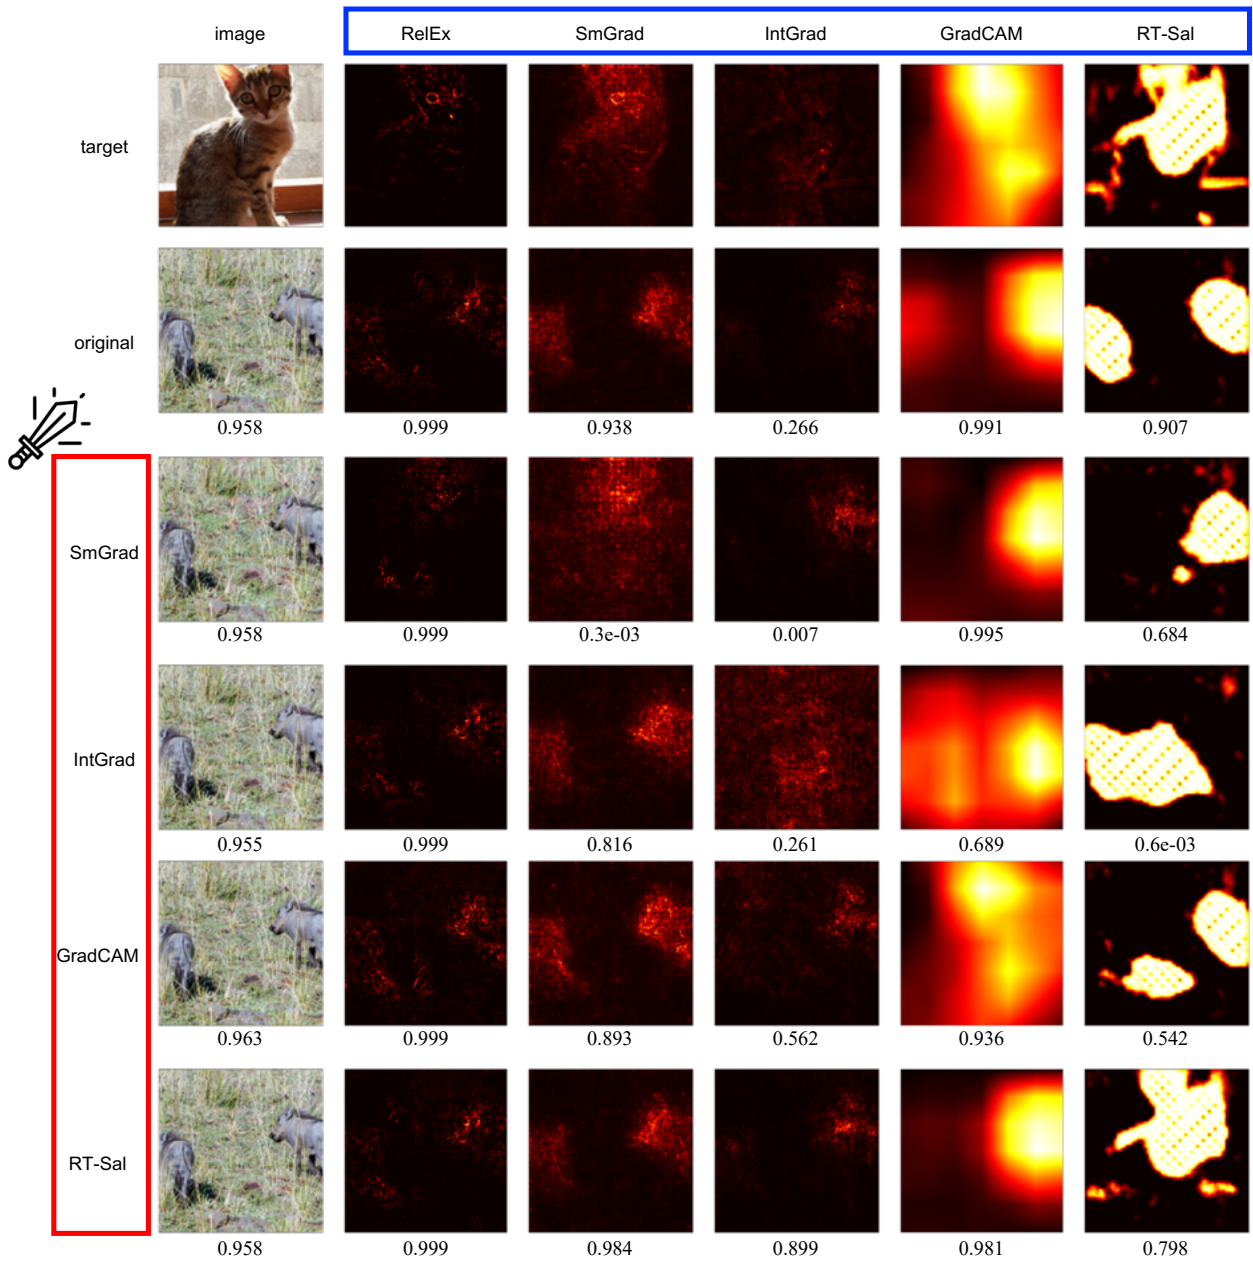 image RelEx SmGrad IntGrad GradCAM RT-Sal
target
original
0.958 0.999 0.938 0.266 0.991 0.907
SmGrad
0.958 0.999 0.3e-03 0.007 0.995 0.684
IntGrad
0.955 0.999 0.816 0.261 0.689 0.6e-03
GradCAM
0.963 0.999 0.893 0.562 0.936 0.542
RT-Sal
0.958 0.999 0.984 0.899 0.981 0.798